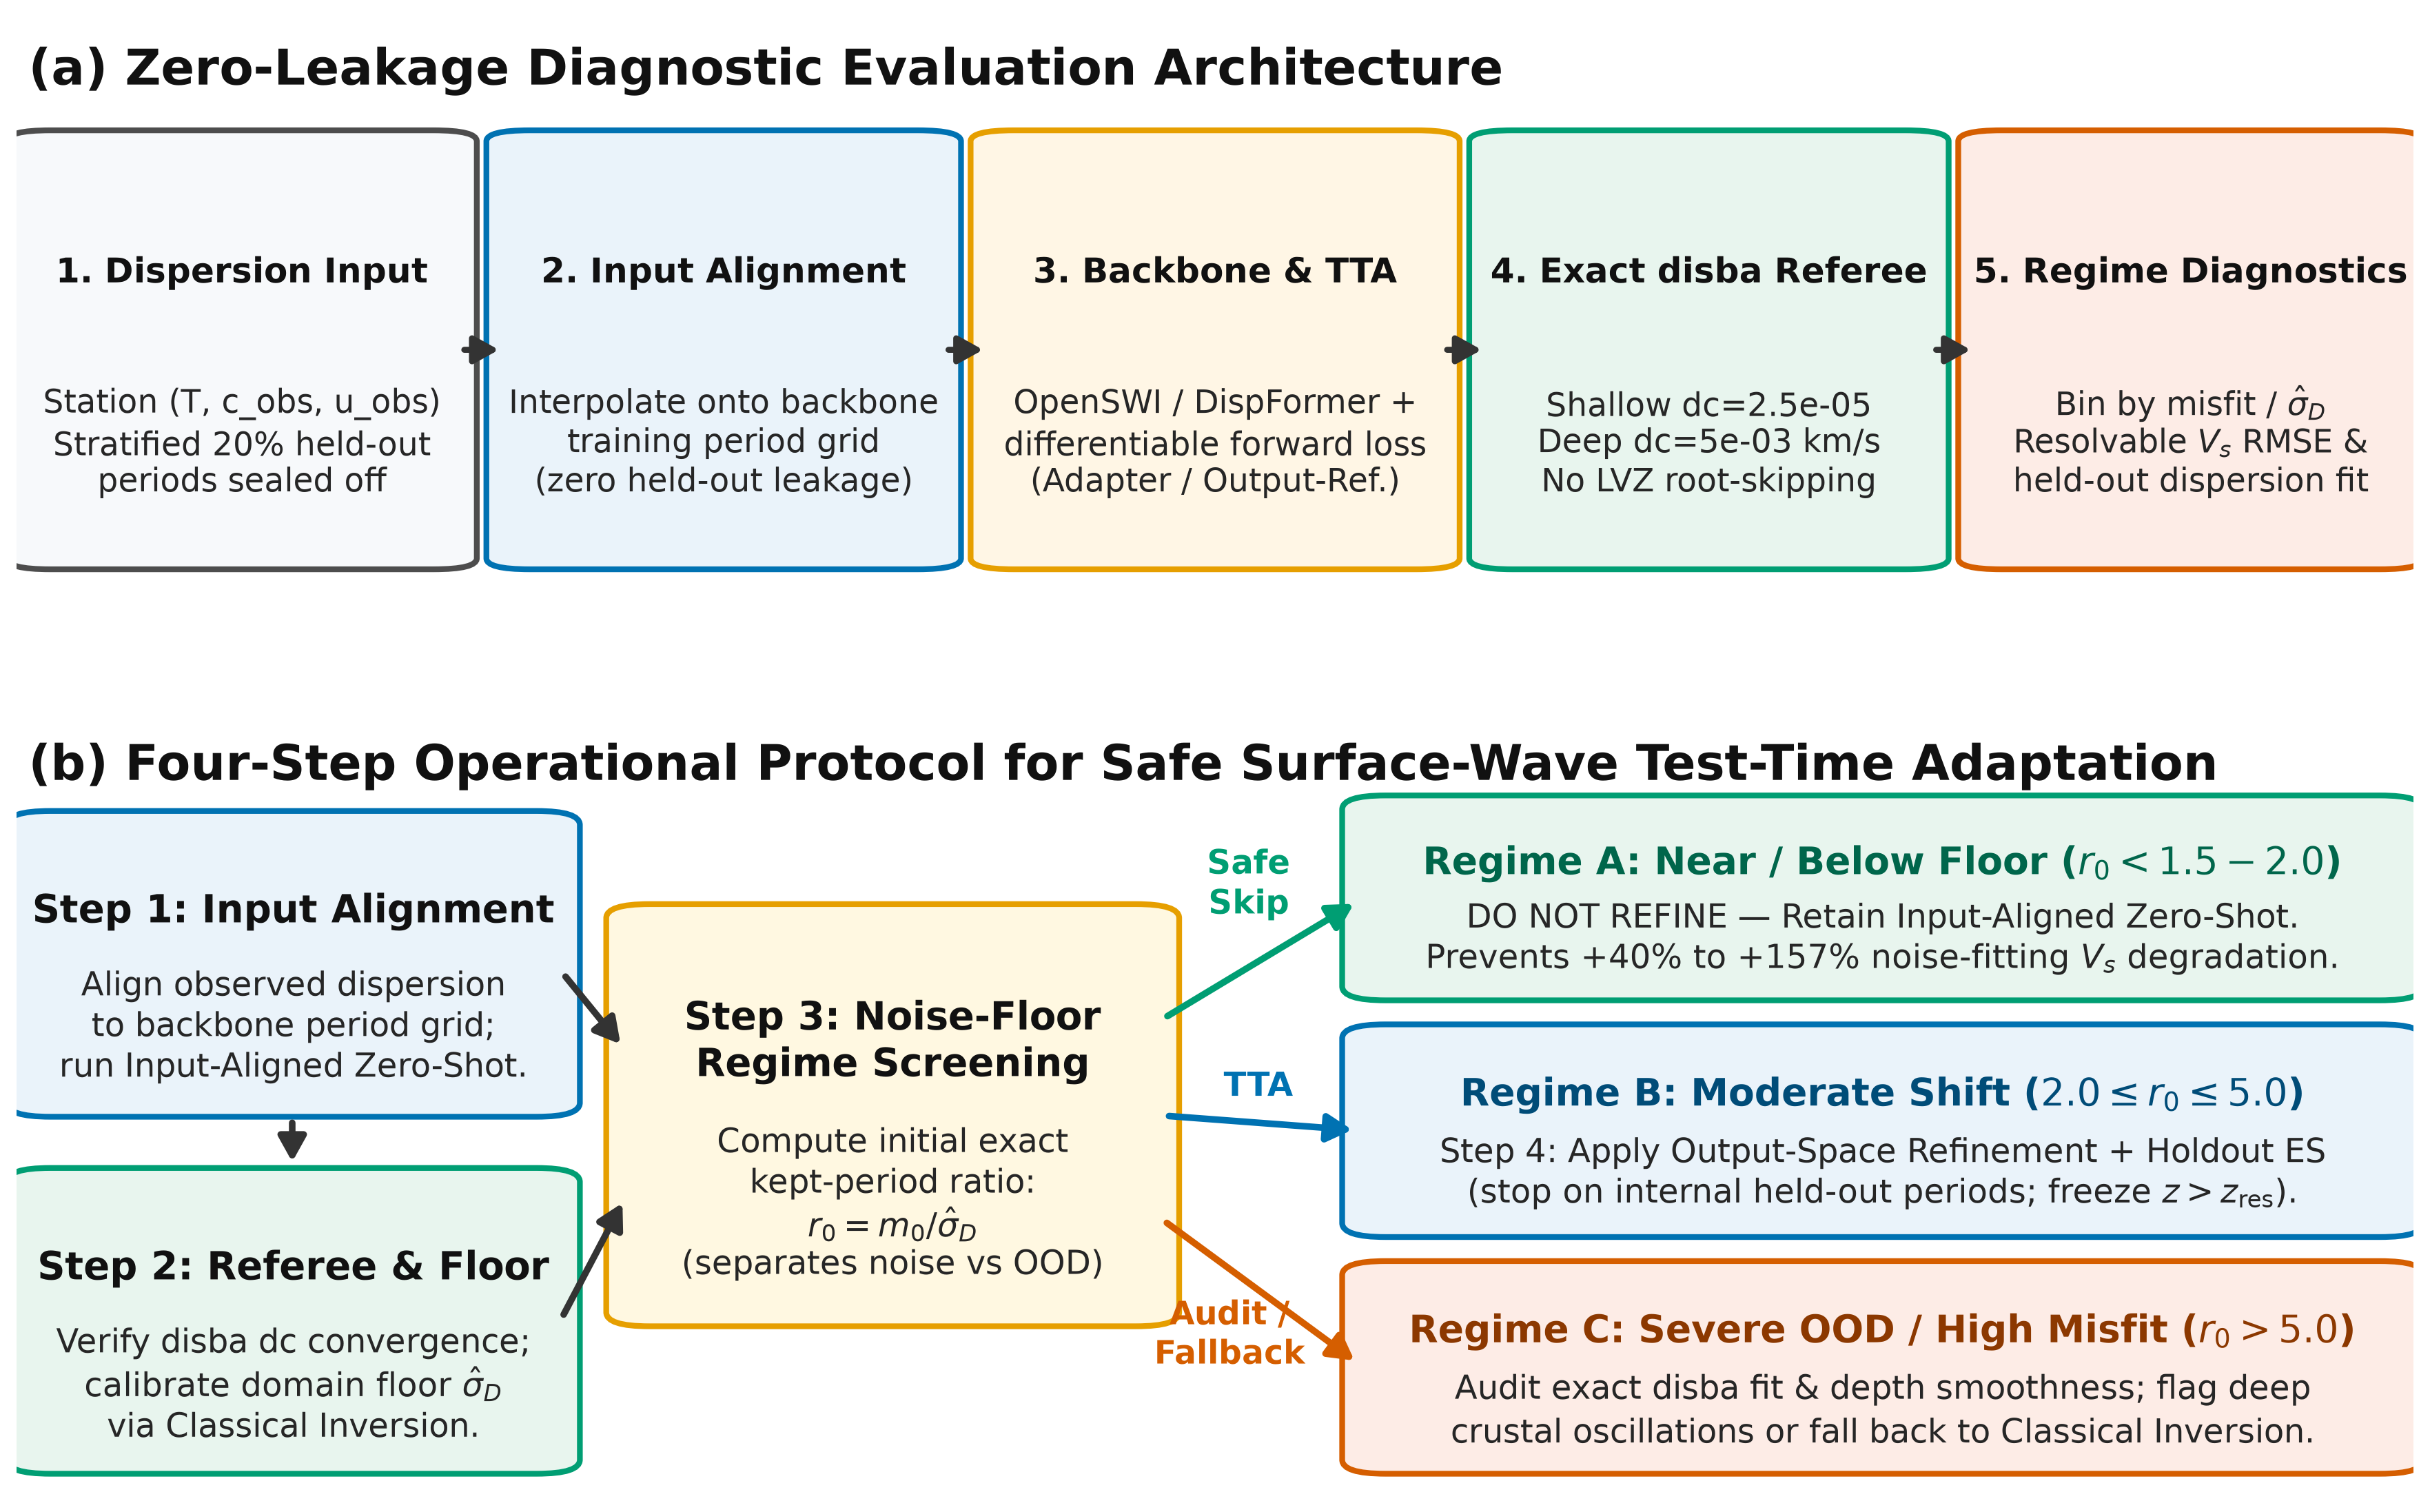 (a) Zero-Leakage Diagnostic Evaluation Architecture
1. Dispersion Input
Station (T, c_obs, u_obs)
Stratified 20% held-out
periods sealed off
2. Input Alignment
Interpolate onto backbone
training period grid
(zero held-out leakage)
3. Backbone & TTA
OpenSWI / DispFormer +
differentiable forward loss
(Adapter / Output-Ref.)
4. Exact disba Referee
Shallow dc=2.5e-05
Deep dc=5e-03 km/s
No LVZ root-skipping
5. Regime Diagnostics
Bin by misfit / σ̂_D
Resolvable V_s RMSE &
held-out dispersion fit
(b) Four-Step Operational Protocol for Safe Surface-Wave Test-Time Adaptation
Step 1: Input Alignment
Align observed dispersion
to backbone period grid;
run Input-Aligned Zero-Shot.
Step 2: Referee & Floor
Verify disba dc convergence;
calibrate domain floor σ̂_D
via Classical Inversion.
Step 3: Noise-Floor
Regime Screening
Compute initial exact
kept-period ratio:
r₀ = m₀/σ̂_D
(separates noise vs OOD)
Safe
Skip
TTA
Audit /
Fallback
Regime A: Near / Below Floor (r₀ < 1.5 − 2.0)
DO NOT REFINE — Retain Input-Aligned Zero-Shot.
Prevents +40% to +157% noise-fitting V_s degradation.
Regime B: Moderate Shift (2.0 ≤ r₀ ≤ 5.0)
Step 4: Apply Output-Space Refinement + Holdout ES
(stop on internal held-out periods; freeze z > z_res).
Regime C: Severe OOD / High Misfit (r₀ > 5.0)
Audit exact disba fit & depth smoothness; flag deep
crustal oscillations or fall back to Classical Inversion.